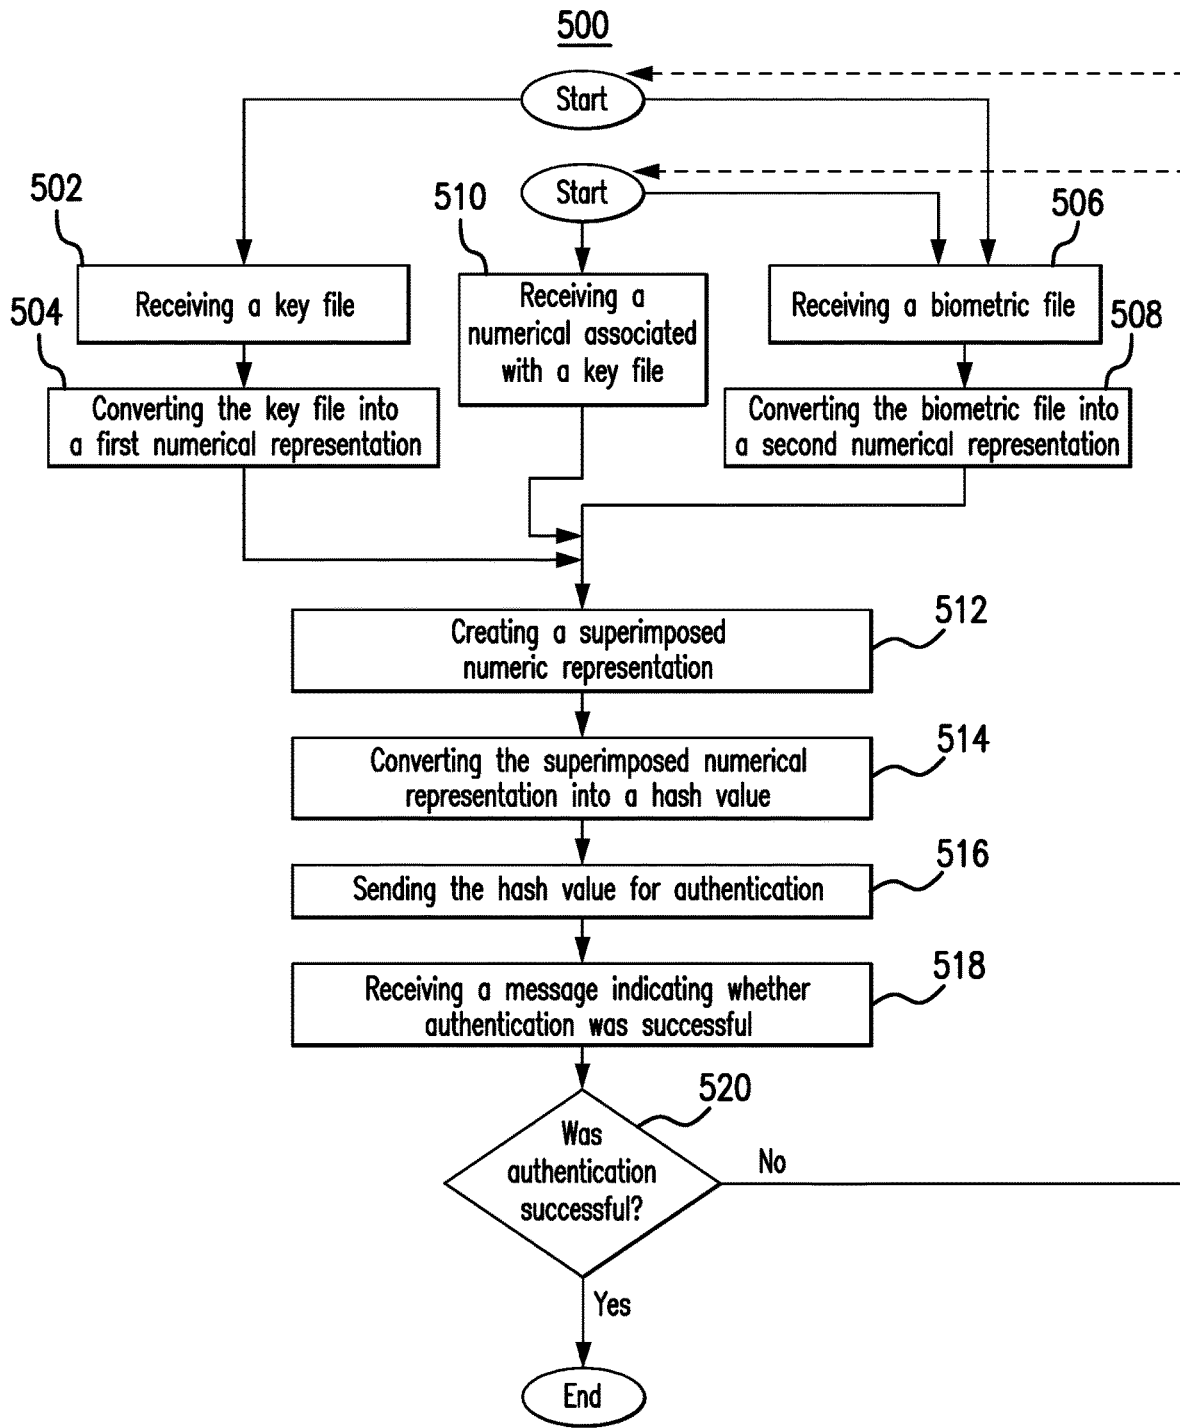 500
Start
Start
502
510
506
Receiving a key file
Receiving a
numerical associated
with a key file
Receiving a biometric file
504
508
Converting the key file into
a first numerical representation
Converting the biometric file into
a second numerical representation
512
Creating a superimposed
numeric representation
514
Converting the superimposed numerical
representation into a hash value
516
Sending the hash value for authentication
518
Receiving a message indicating whether
authentication was successful
520
Was
authentication
successful?
No
Yes
End